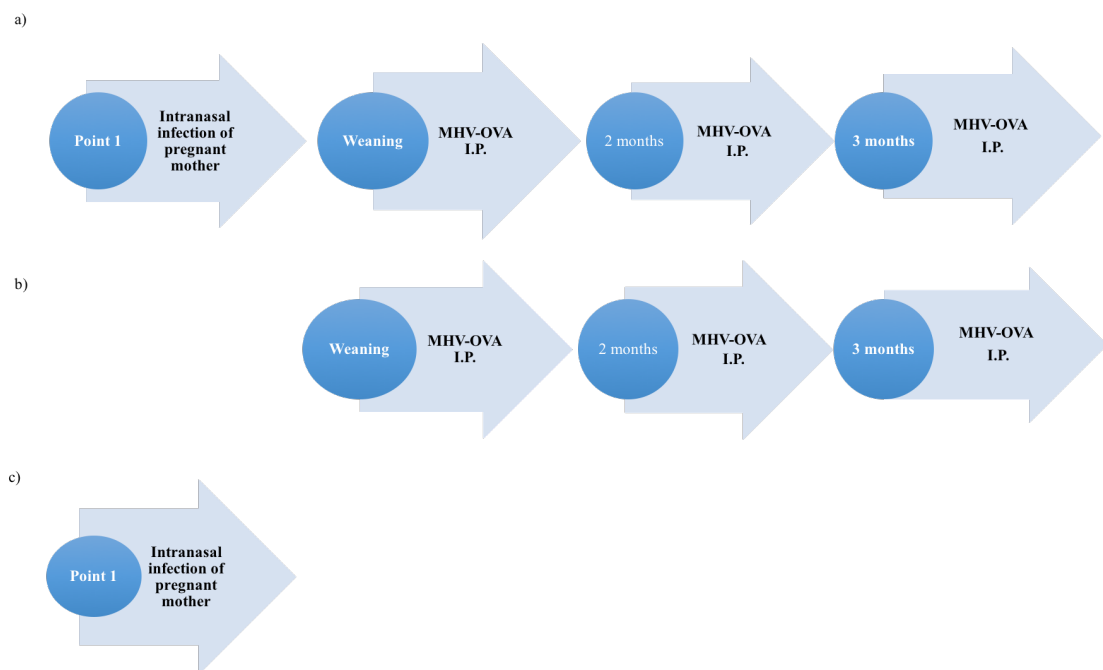 a)
Point 1
Intranasal
infection of
pregnant
mother
Weaning
MHV-OVA
I.P.
2 months
MHV-OVA
I.P.
3 months
MHV-OVA
I.P.
b)
Weaning
MHV-OVA
I.P.
2 months
MHV-OVA
I.P.
3 months
MHV-OVA
I.P.
c)
Point 1
Intranasal
infection of
pregnant
mother